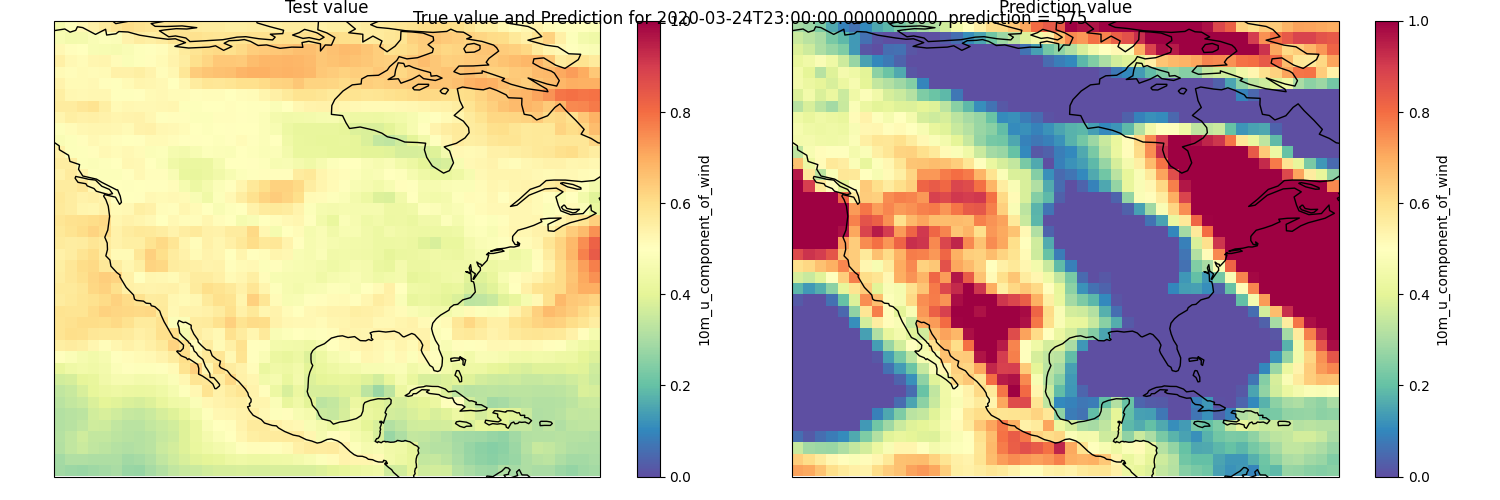 Test value
True value and Prediction for 2020-03-24T23:00:00.000000000, prediction = 575
Prediction value
1.0
0.8
0.6
0.4
0.2
0.0
10m_u_component_of_wind
1.0
0.8
0.6
0.4
0.2
0.0
10m_u_component_of_wind